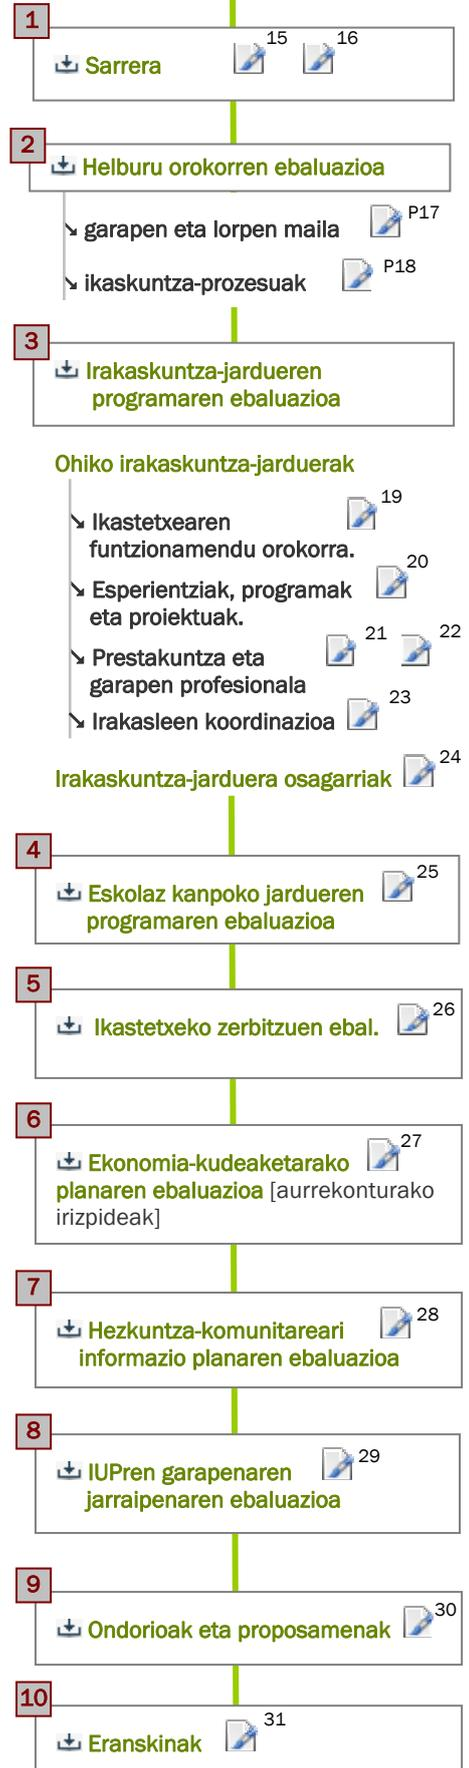 1
Sarrera 15 16
2
Helburu orokorren ebaluazioa
garapen eta lorpen maila P17
ikaskuntza-prozesuak P18
3
Irakaskuntza-jardueren
programaren ebaluazioa
Ohiko irakaskuntza-jarduerak
Ikastetxearen 19
funtzionamendu orokorra.
Esperientziak, programak 20
eta proiektuak.
Prestakuntza eta 21 22
garapen profesionala
Irakasleen koordinazioa 23
Irakaskuntza-jarduera osagarriak 24
4
Eskolaz kanpoko jardueren 25
programaren ebaluazioa
5
Ikastetxeko zerbitzuen ebal. 26
6
Ekonomia-kudeaketarako 27
planaren ebaluazioa [aurrekonturako
irizpideak]
7
Hezkuntza-komunitareari 28
informazio planaren ebaluazioa
8
IUPren garapenaren 29
jarraipenaren ebaluazioa
9
Ondorioak eta proposamenak 30
10
Eranskinak 31